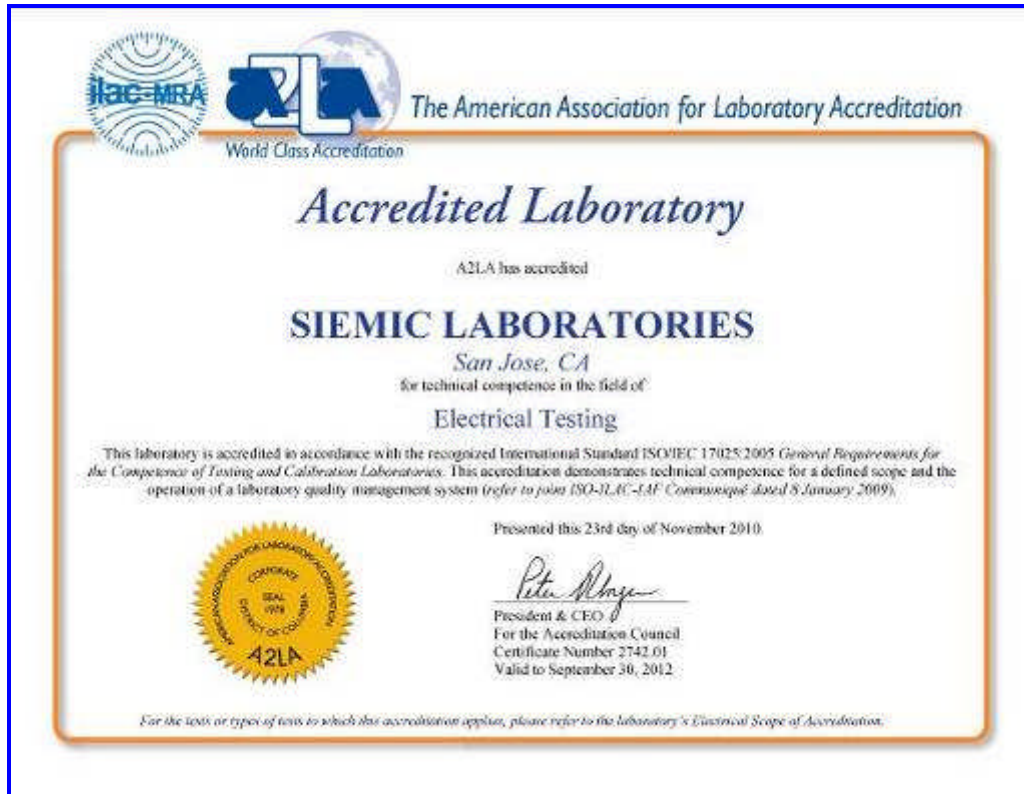 ilac-MRA
a2LA
The American Association for Laboratory Accreditation
World Class Accreditation
Accredited Laboratory
A2LA has accredited
SIEMIC LABORATORIES
San Jose, CA
for technical competence in the field of
Electrical Testing
This laboratory is accredited in accordance with the recognized International Standard ISO/IEC 17025:2005 General Requirements for
the Competence of Testing and Calibration Laboratories. This accreditation demonstrates technical competence for a defined scope and the
operation of a laboratory quality management system (refer to joint ISO-ILAC-IAF Communiqué dated 8 January 2009).
Presented this 23rd day of November 2010.
President & CEO
For the Accreditation Council
Certificate Number 2742.01
Valid to September 30, 2012
AMERICAN ASSOCIATION FOR LABORATORY ACCREDITATION
CORPORATE
SEAL
1978
DISTRICT OF COLUMBIA
A2LA
For the tests or types of tests to which this accreditation applies, please refer to the laboratory's Electrical Scope of Accreditation.